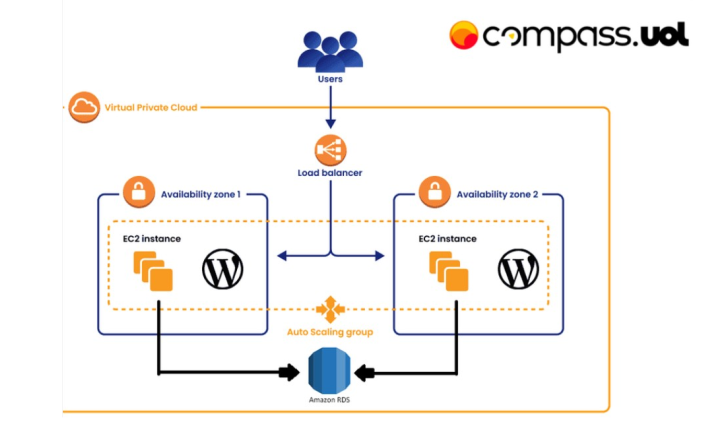 compass.uol
Users
Virtual Private Cloud
Load balancer
Availability zone 1
Availability zone 2
EC2 instance
EC2 instance
Auto Scaling group
Amazon RDS